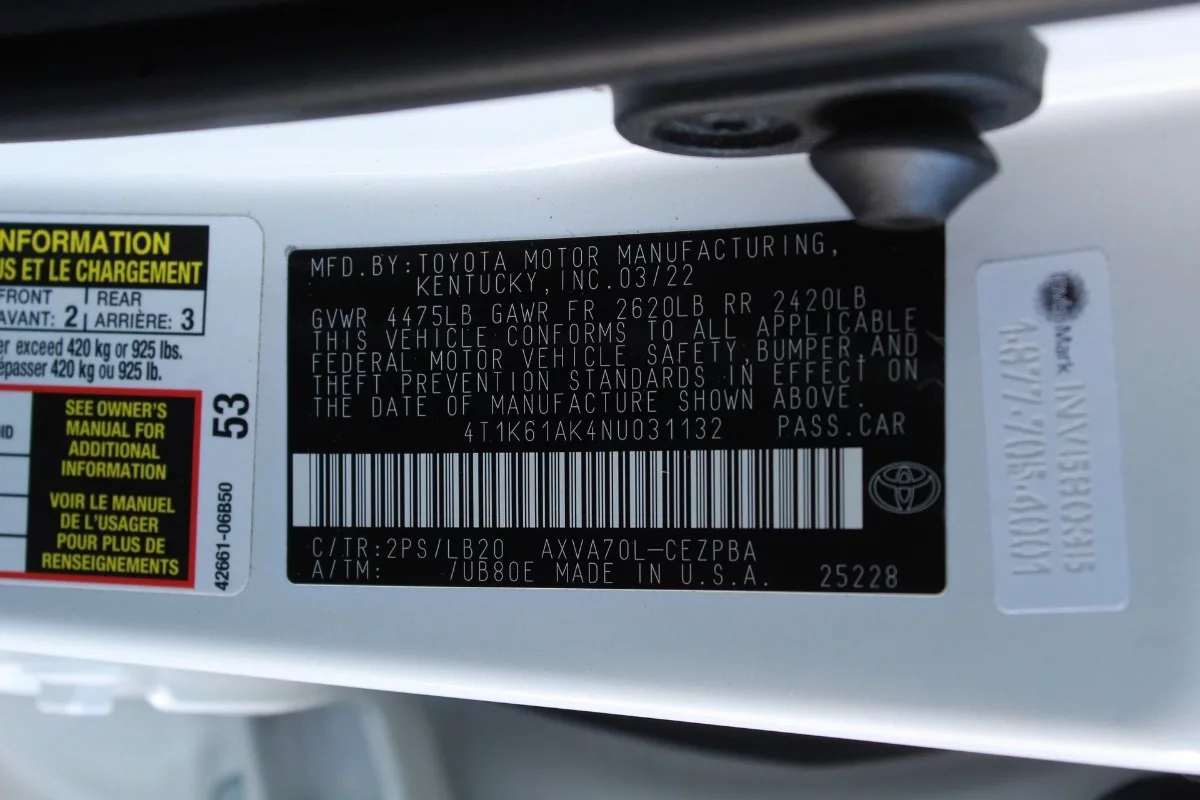 NFORMATION
US ET LE CHARGEMENT
FRONT REAR
AVANT: 2 ARRIÈRE: 3
er exceed 420 kg or 925 lbs.
épasser 420 kg ou 925 lb.
SEE OWNER'S
MANUAL FOR
ADDITIONAL
INFORMATION
VOIR LE MANUEL
DE L'USAGER
POUR PLUS DE
RENSEIGNEMENTS
53
42661-06B50
MFD.BY:TOYOTA MOTOR MANUFACTURING,
KENTUCKY,INC.03/22
GVWR 4475LB GAWR FR 2620LB RR 2420LB
THIS VEHICLE CONFORMS TO ALL APPLICABLE
FEDERAL MOTOR VEHICLE SAFETY,BUMPER,AND
THEFT PREVENTION STANDARDS IN EFFECT ON
THE DATE OF MANUFACTURE SHOWN ABOVE.
4T1K61AK4NU031132 PASS.CAR
C/TR:2PS/LB20 AXVA70L-CEZPBA
A/TM: /UB80E MADE IN U.S.A. 25228
Mark
INV580335
1.877.705.4001